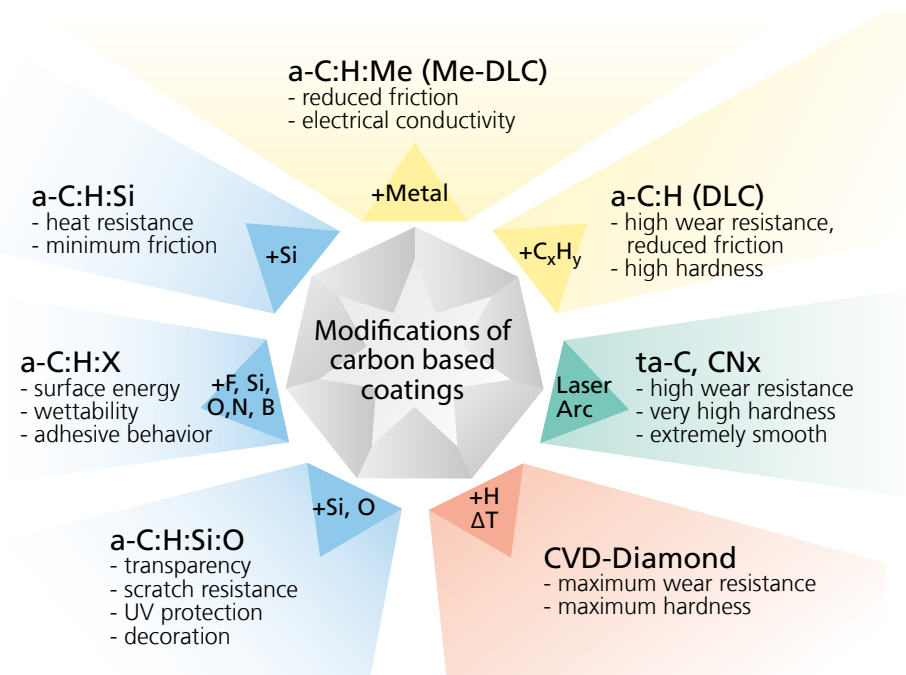 a-C:H:Me (Me-DLC)
- reduced friction
- electrical conductivity
+Metal
a-C:H (DLC)
- high wear resistance,
reduced friction
- high hardness
+CₓHᵧ
ta-C, CNx
- high wear resistance
- very high hardness
- extremely smooth
Laser
Arc
CVD-Diamond
- maximum wear resistance
- maximum hardness
+H
ΔT
a-C:H:Si:O
- transparency
- scratch resistance
- UV protection
- decoration
+Si, O
a-C:H:X
- surface energy
- wettability
- adhesive behavior
+F, Si,
O,N, B
a-C:H:Si
- heat resistance
- minimum friction
+Si
Modifications of
carbon based
coatings